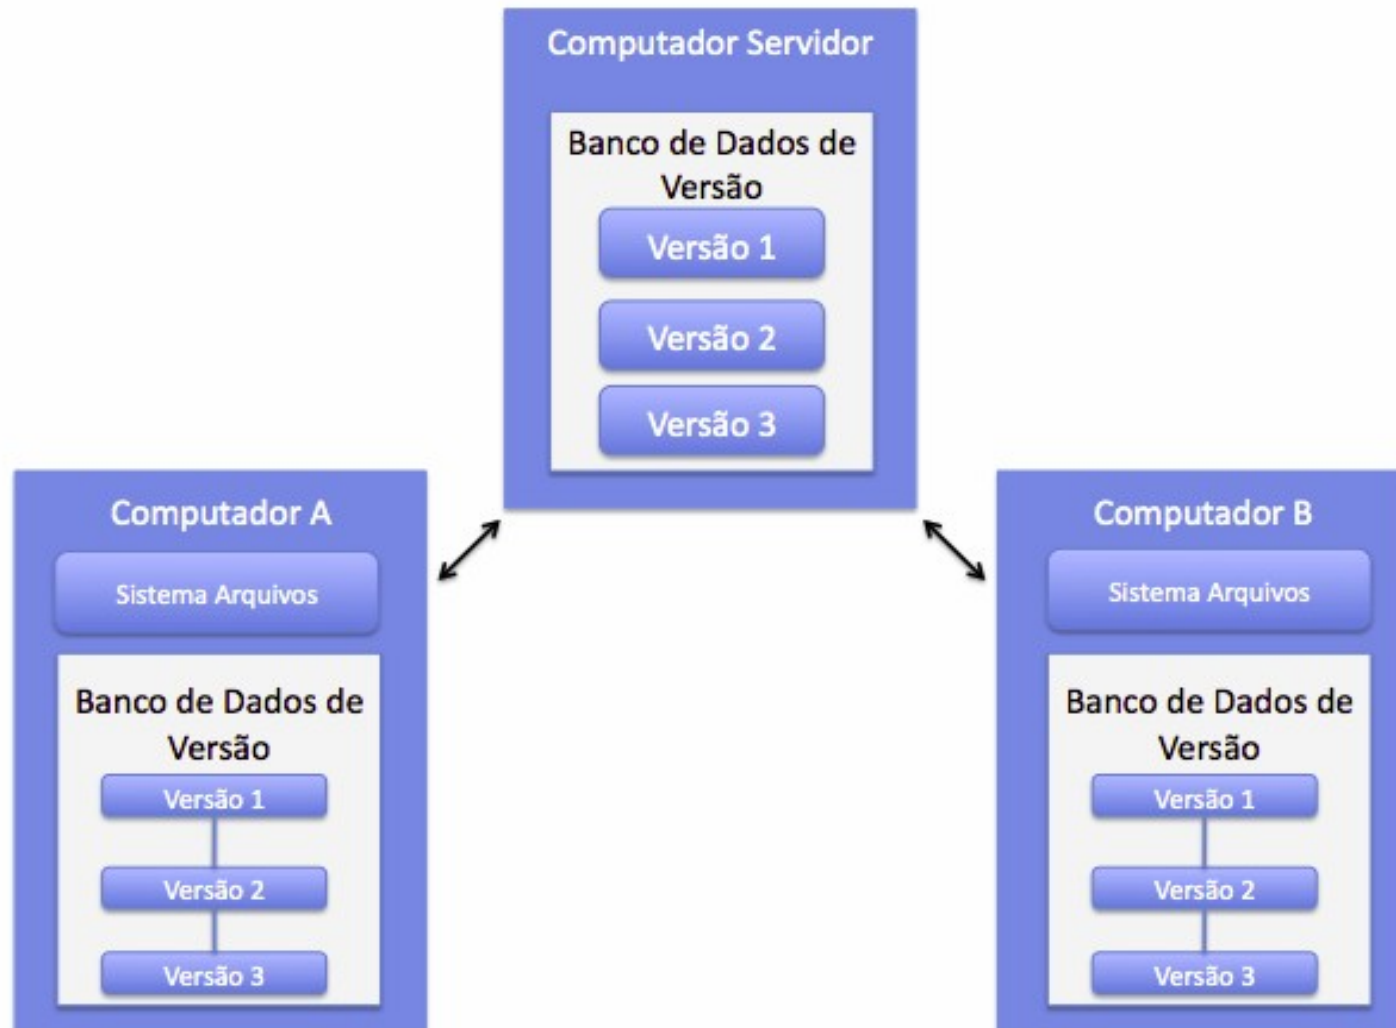 Computador Servidor
Banco de Dados de
Versão
Versão 1
Versão 2
Versão 3
Computador A
Sistema Arquivos
Banco de Dados de
Versão
Versão 1
Versão 2
Versão 3
Computador B
Sistema Arquivos
Banco de Dados de
Versão
Versão 1
Versão 2
Versão 3